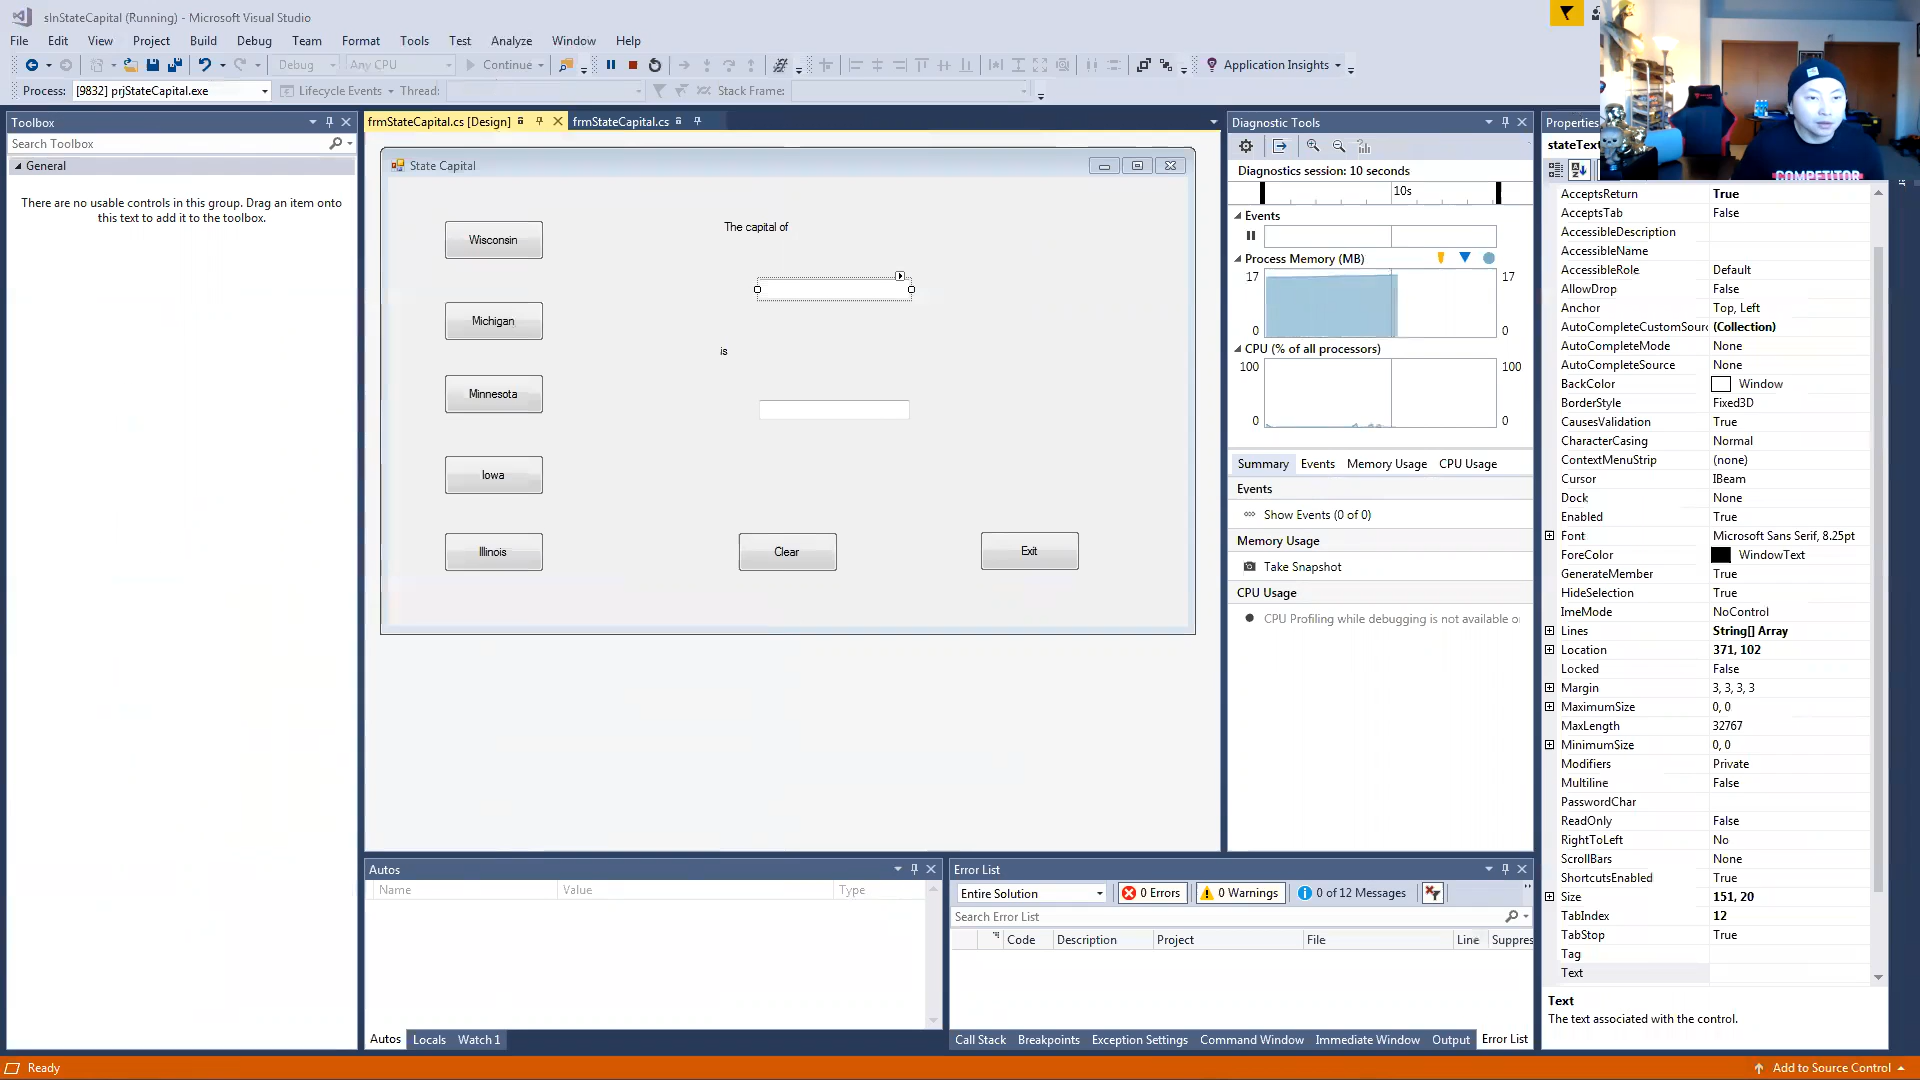 slnStateCapital (Running) - Microsoft Visual Studio
File Edit View Project Build Debug Team Format Tools Test Analyze Window Help
Debug Any CPU Continue Application Insights
Process: [9832] prjStateCapital.exe Lifecycle Events Thread: Stack Frame:
Toolbox
Search Toolbox
General
There are no usable controls in this group. Drag an item onto
this text to add it to the toolbox.
frmStateCapital.cs [Design] frmStateCapital.cs
State Capital
Wisconsin
The capital of
Michigan
is
Minnesota
Iowa
Illinois
Clear
Exit
Diagnostic Tools
Diagnostics session: 10 seconds
10s
Events
Process Memory (MB)
17 17
0 0
CPU (% of all processors)
100 100
0 0
Summary Events Memory Usage CPU Usage
Events
Show Events (0 of 0)
Memory Usage
Take Snapshot
CPU Usage
CPU Profiling while debugging is not available o
Properties
stateText
COMPETITOR
AcceptsReturn True
AcceptsTab False
AccessibleDescription
AccessibleName
AccessibleRole Default
AllowDrop False
Anchor Top, Left
AutoCompleteCustomSourc (Collection)
AutoCompleteMode None
AutoCompleteSource None
BackColor Window
BorderStyle Fixed3D
CausesValidation True
CharacterCasing Normal
ContextMenuStrip (none)
Cursor IBeam
Dock None
Enabled True
Font Microsoft Sans Serif, 8.25pt
ForeColor WindowText
GenerateMember True
HideSelection True
ImeMode NoControl
Lines String[] Array
Location 371, 102
Locked False
Margin 3, 3, 3, 3
MaximumSize 0, 0
MaxLength 32767
MinimumSize 0, 0
Modifiers Private
Multiline False
PasswordChar
ReadOnly False
RightToLeft No
ScrollBars None
ShortcutsEnabled True
Size 151, 20
TabIndex 12
TabStop True
Tag
Text
Text
The text associated with the control.
Autos
Name Value Type
Autos Locals Watch 1
Error List
Entire Solution 0 Errors 0 Warnings 0 of 12 Messages
Search Error List
Code Description Project File Line Suppres
Call Stack Breakpoints Exception Settings Command Window Immediate Window Output Error List
Ready Add to Source Control